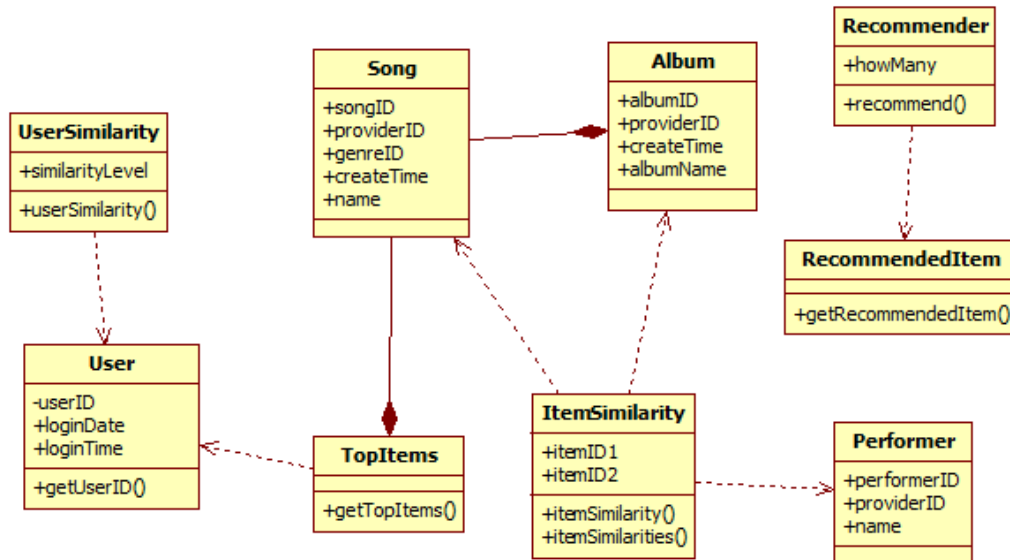 Recommender
+howMany
+recommend()
Song
+songID
+providerID
+genreID
+createTime
+name
Album
+albumID
+providerID
+createTime
+albumName
UserSimilarity
+similarityLevel
+userSimilarity()
RecommendedItem
+getRecommendedItem()
User
-userID
+loginDate
+loginTime
+getUserID()
TopItems
+getTopItems()
ItemSimilarity
+itemID1
+itemID2
+itemSimilarity()
+itemSimilarities()
Performer
+performerID
+providerID
+name